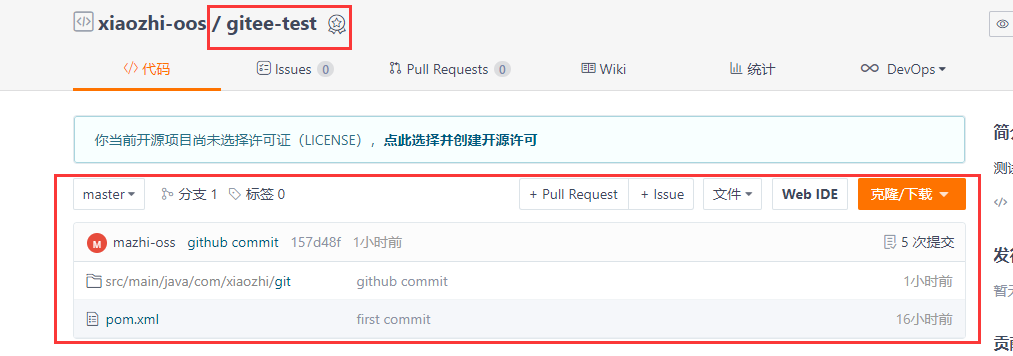 xiaozhi-oos / gitee-test
代码 Issues 0 Pull Requests 0 Wiki 统计 DevOps
你当前开源项目尚未选择许可证（LICENSE），点此选择并创建开源许可
简介
测试
master 分支 1 标签 0 + Pull Request + Issue 文件 Web IDE 克隆/下载
M mazhi-oss github commit 157d48f 1小时前 5 次提交
src/main/java/com/xiaozhi/git github commit 1小时前
pom.xml first commit 16小时前